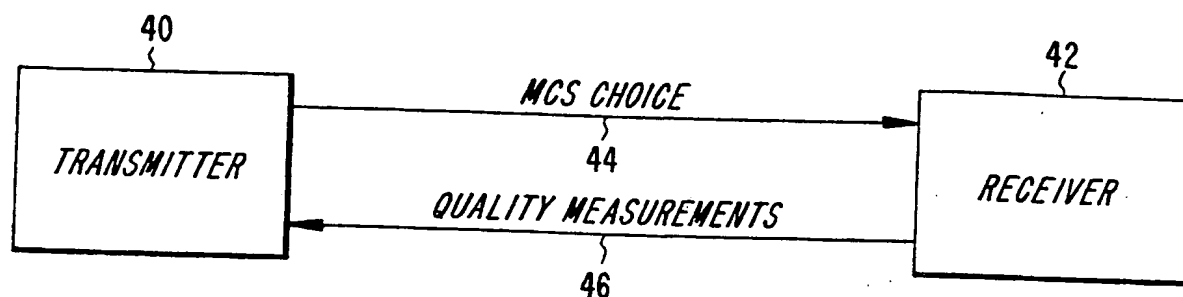 40
42
MCS CHOICE
44
TRANSMITTER
RECEIVER
QUALITY MEASUREMENTS
46